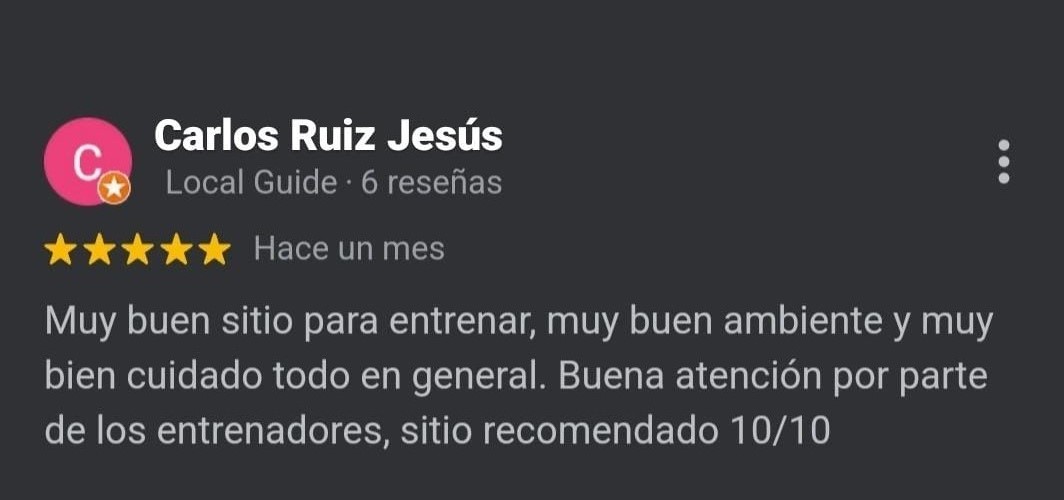 C
Carlos Ruiz Jesús
Local Guide · 6 reseñas
Hace un mes
Muy buen sitio para entrenar, muy buen ambiente y muy
bien cuidado todo en general. Buena atención por parte
de los entrenadores, sitio recomendado 10/10